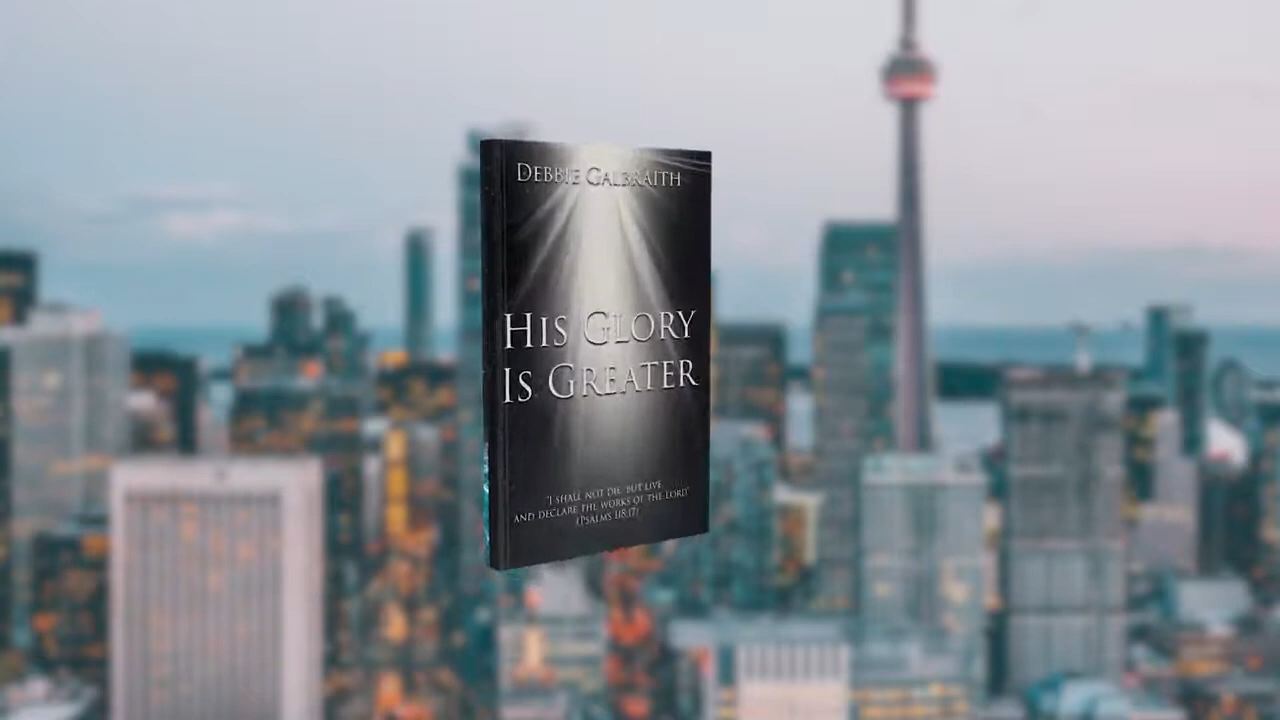 DEBBIE GALBRAITH
HIS GLORY
IS GREATER
"I SHALL NOT DIE, BUT LIVE
AND DECLARE THE WORKS OF THE LORD"
(PSALMS 118:17)